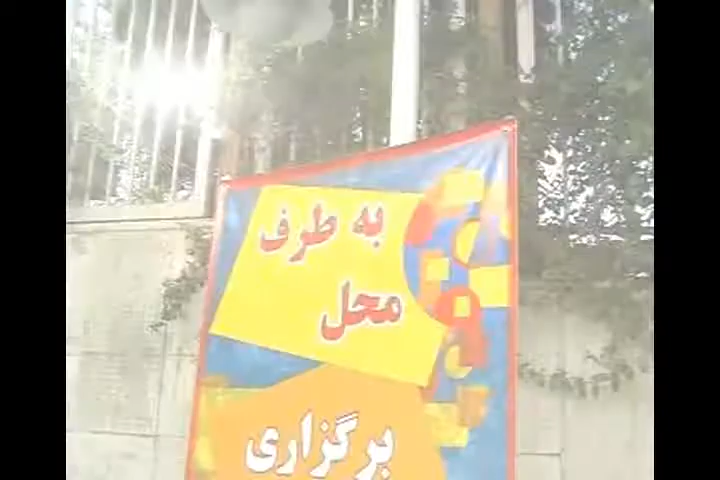 به طرف
محل
برگزاری